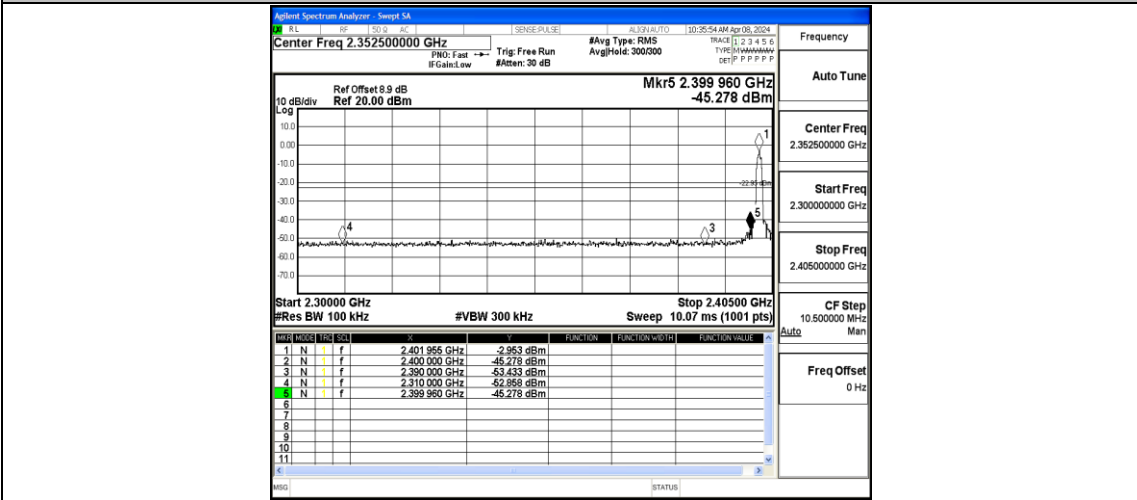 Agilent Spectrum Analyzer - Swept SA
RL RF 50 Ω AC SENSE:PULSE ALIGN AUTO 10:35:54 AM Apr 08, 2024
Center Freq 2.352500000 GHz
PNO: Fast
IFGain:Low
Trig: Free Run
#Atten: 30 dB
#Avg Type: RMS
Avg|Hold: 300/300
TRACE 1 2 3 4 5 6
TYPE M WWWWW
DET P P P P P P
Mkr5 2.399 960 GHz
-45.278 dBm
Ref Offset 8.9 dB
10 dB/div Ref 20.00 dBm
Log
10.0
0.00
-10.0
-20.0
-30.0
-40.0
-50.0
-60.0
-70.0
1
-22.95 dBm
5
4
3
Start 2.30000 GHz Stop 2.40500 GHz
#Res BW 100 kHz #VBW 300 kHz Sweep 10.07 ms (1001 pts)
MKR MODE TRC SCL X Y FUNCTION FUNCTION WIDTH FUNCTION VALUE
1 N 1 f 2.401 955 GHz -2.953 dBm
2 N 1 f 2.400 000 GHz -45.278 dBm
3 N 1 f 2.390 000 GHz -53.433 dBm
4 N 1 f 2.310 000 GHz -52.858 dBm
5 N 1 f 2.399 960 GHz -45.278 dBm
6
7
8
9
10
11
MSG STATUS
Frequency
Auto Tune
Center Freq
2.352500000 GHz
Start Freq
2.300000000 GHz
Stop Freq
2.405000000 GHz
CF Step
10.500000 MHz
Auto Man
Freq Offset
0 Hz